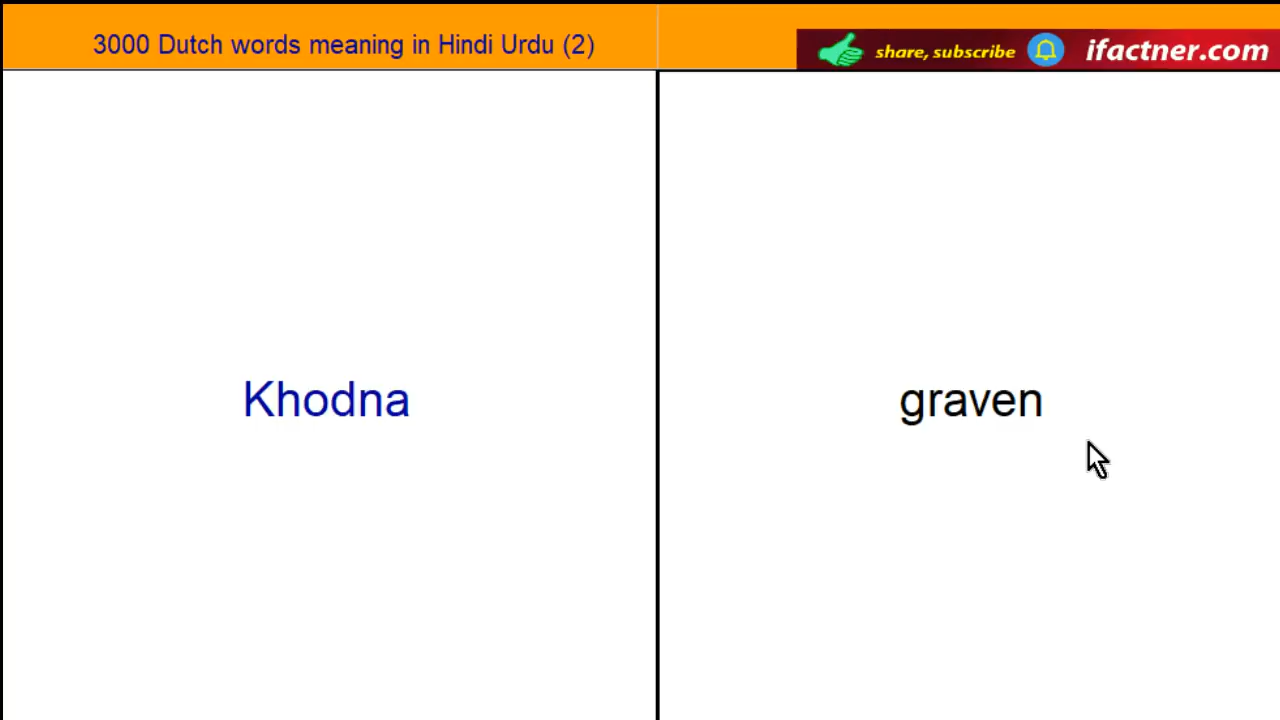 3000 Dutch words meaning in Hindi Urdu (2)
share, subscribe
ifactner.com
Khodna
graven